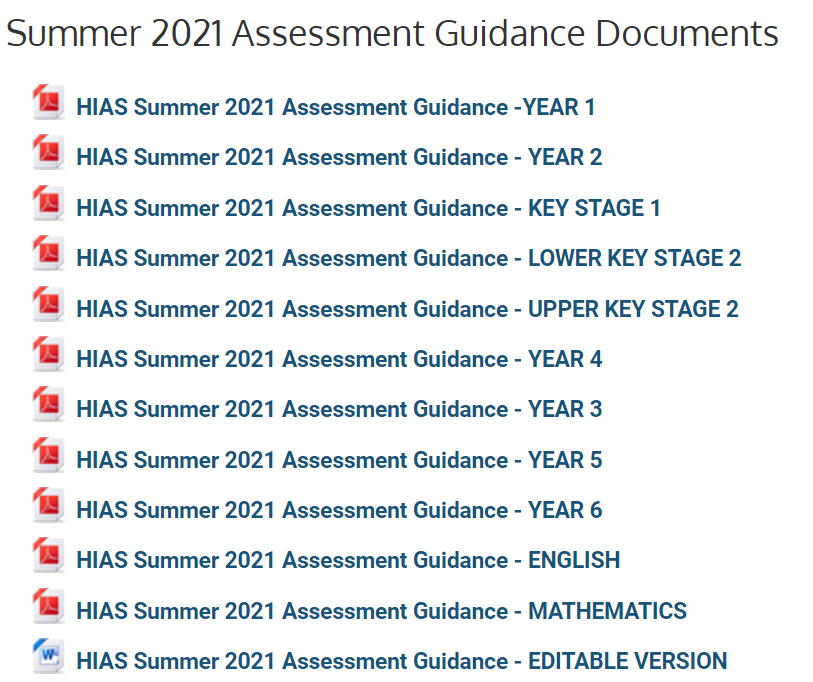 Summer 2021 Assessment Guidance Documents
HIAS Summer 2021 Assessment Guidance -YEAR 1
HIAS Summer 2021 Assessment Guidance - YEAR 2
HIAS Summer 2021 Assessment Guidance - KEY STAGE 1
HIAS Summer 2021 Assessment Guidance - LOWER KEY STAGE 2
HIAS Summer 2021 Assessment Guidance - UPPER KEY STAGE 2
HIAS Summer 2021 Assessment Guidance - YEAR 4
HIAS Summer 2021 Assessment Guidance - YEAR 3
HIAS Summer 2021 Assessment Guidance - YEAR 5
HIAS Summer 2021 Assessment Guidance - YEAR 6
HIAS Summer 2021 Assessment Guidance - ENGLISH
HIAS Summer 2021 Assessment Guidance - MATHEMATICS
HIAS Summer 2021 Assessment Guidance - EDITABLE VERSION